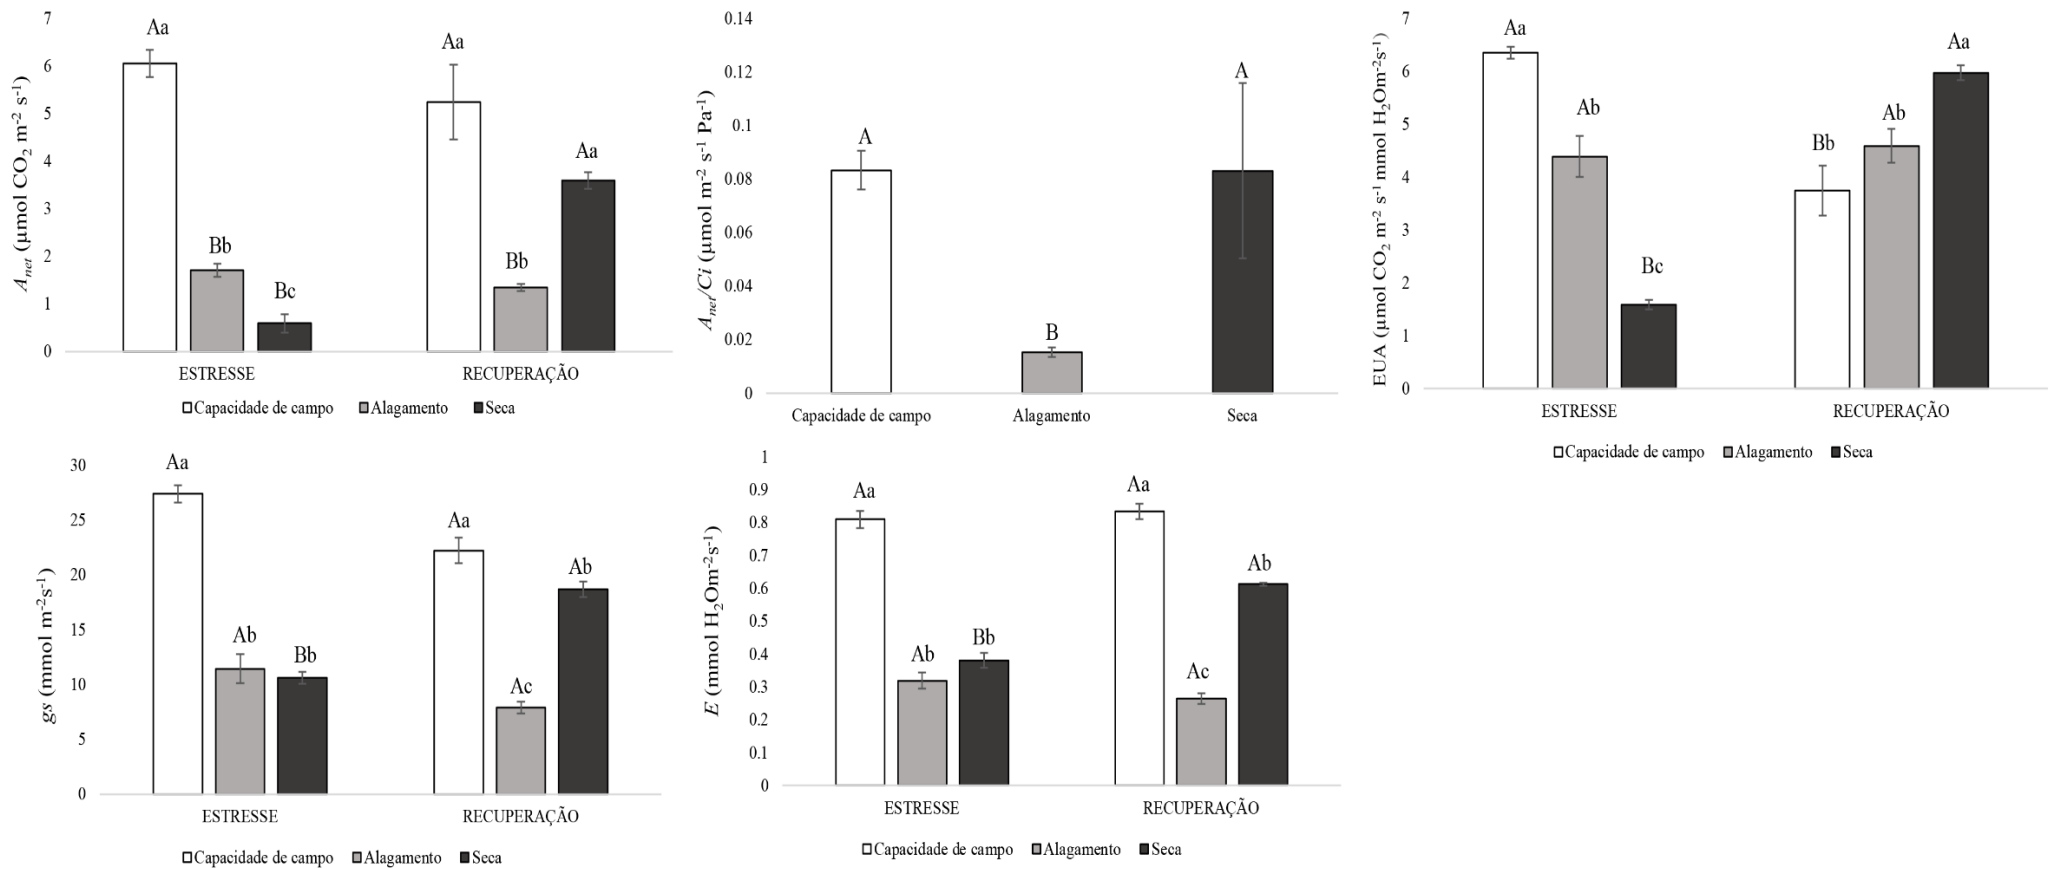 A_net (µmol CO₂ m⁻² s⁻¹)
7
6
5
4
3
2
1
0
Aa
Bb
Bc
Aa
Bb
Aa
ESTRESSE
RECUPERAÇÃO
Capacidade de campo
Alagamento
Seca
A_net/Ci (µmol m⁻² s⁻¹ Pa⁻¹)
0.14
0.12
0.1
0.08
0.06
0.04
0.02
0
A
B
A
Capacidade de campo
Alagamento
Seca
EUA (µmol CO₂ m⁻² s⁻¹ mmol H₂Om⁻²s⁻¹)
7
6
5
4
3
2
1
0
Aa
Ab
Bc
Bb
Ab
Aa
ESTRESSE
RECUPERAÇÃO
Capacidade de campo
Alagamento
Seca
gs (mmol m⁻²s⁻¹)
30
25
20
15
10
5
0
Aa
Ab
Bb
Aa
Ac
Ab
ESTRESSE
RECUPERAÇÃO
Capacidade de campo
Alagamento
Seca
E (mmol H₂Om⁻²s⁻¹)
1
0.9
0.8
0.7
0.6
0.5
0.4
0.3
0.2
0.1
0
Aa
Ab
Bb
Aa
Ac
Ab
ESTRESSE
RECUPERAÇÃO
Capacidade de campo
Alagamento
Seca